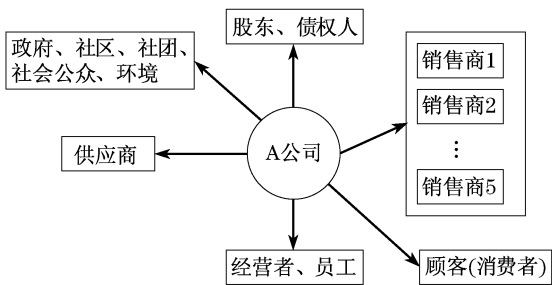 股东、债权人
政府、社区、社团、
社会公众、环境
销售商1
销售商2
⋮
销售商5
供应商
A公司
经营者、员工
顾客(消费者)